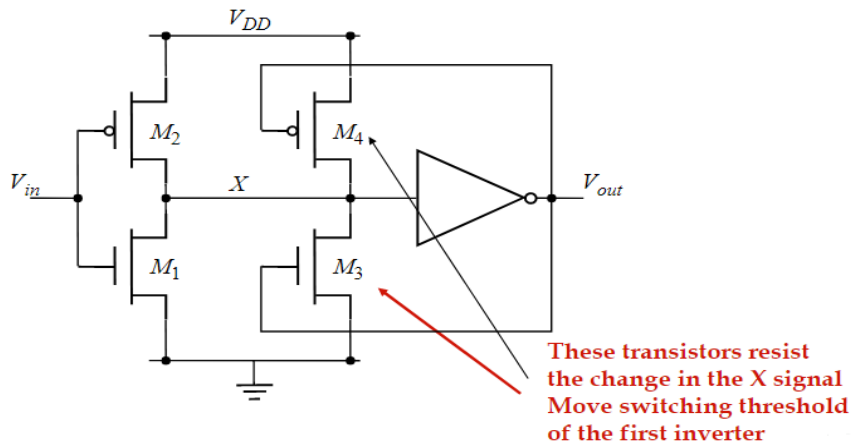 V_DD
M_2
M_4
V_in
X
V_out
M_1
M_3
These transistors resist
the change in the X signal
Move switching threshold
of the first inverter